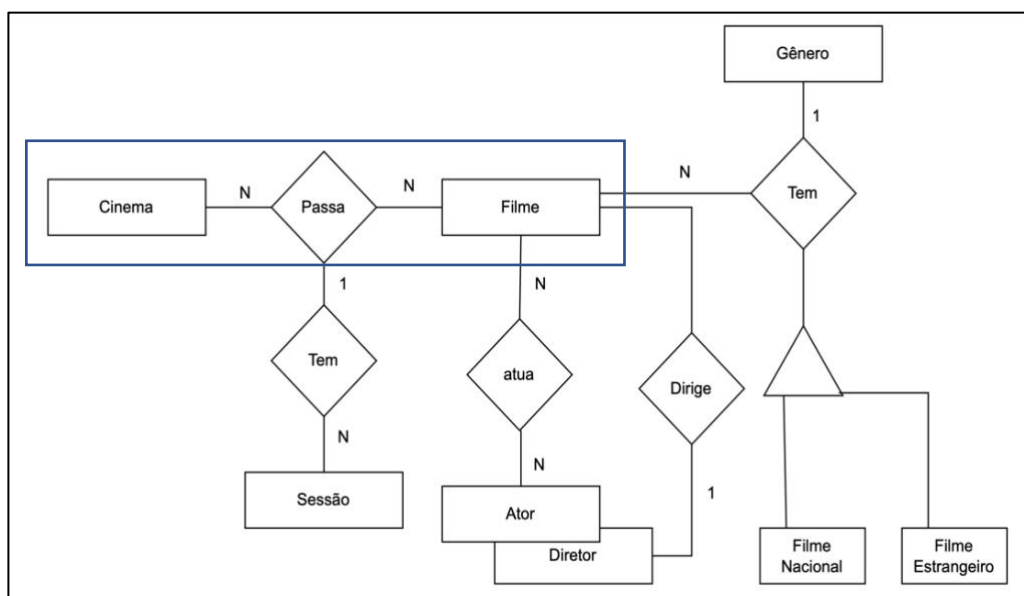 Gênero
1
N
Tem
Cinema
N
Passa
N
Filme
1
N
Tem
atua
Dirige
N
N
1
Sessão
Ator
Diretor
Filme
Nacional
Filme
Estrangeiro